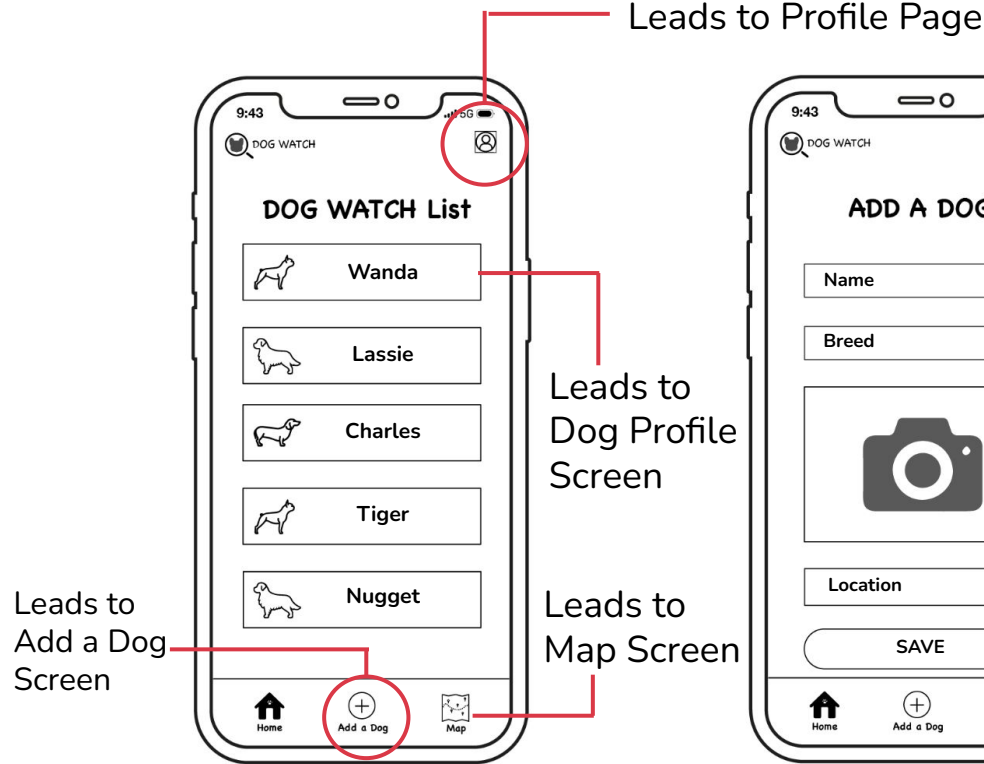 Leads to Profile Page
9:43
5G
DOG WATCH
DOG WATCH List
Wanda
Lassie
Charles
Tiger
Nugget
Home
Add a Dog
Map
Leads to
Dog Profile
Screen
Leads to
Add a Dog
Screen
Leads to
Map Screen
9:43
DOG WATCH
ADD A DOG
Name
Breed
Location
SAVE
Home
Add a Dog